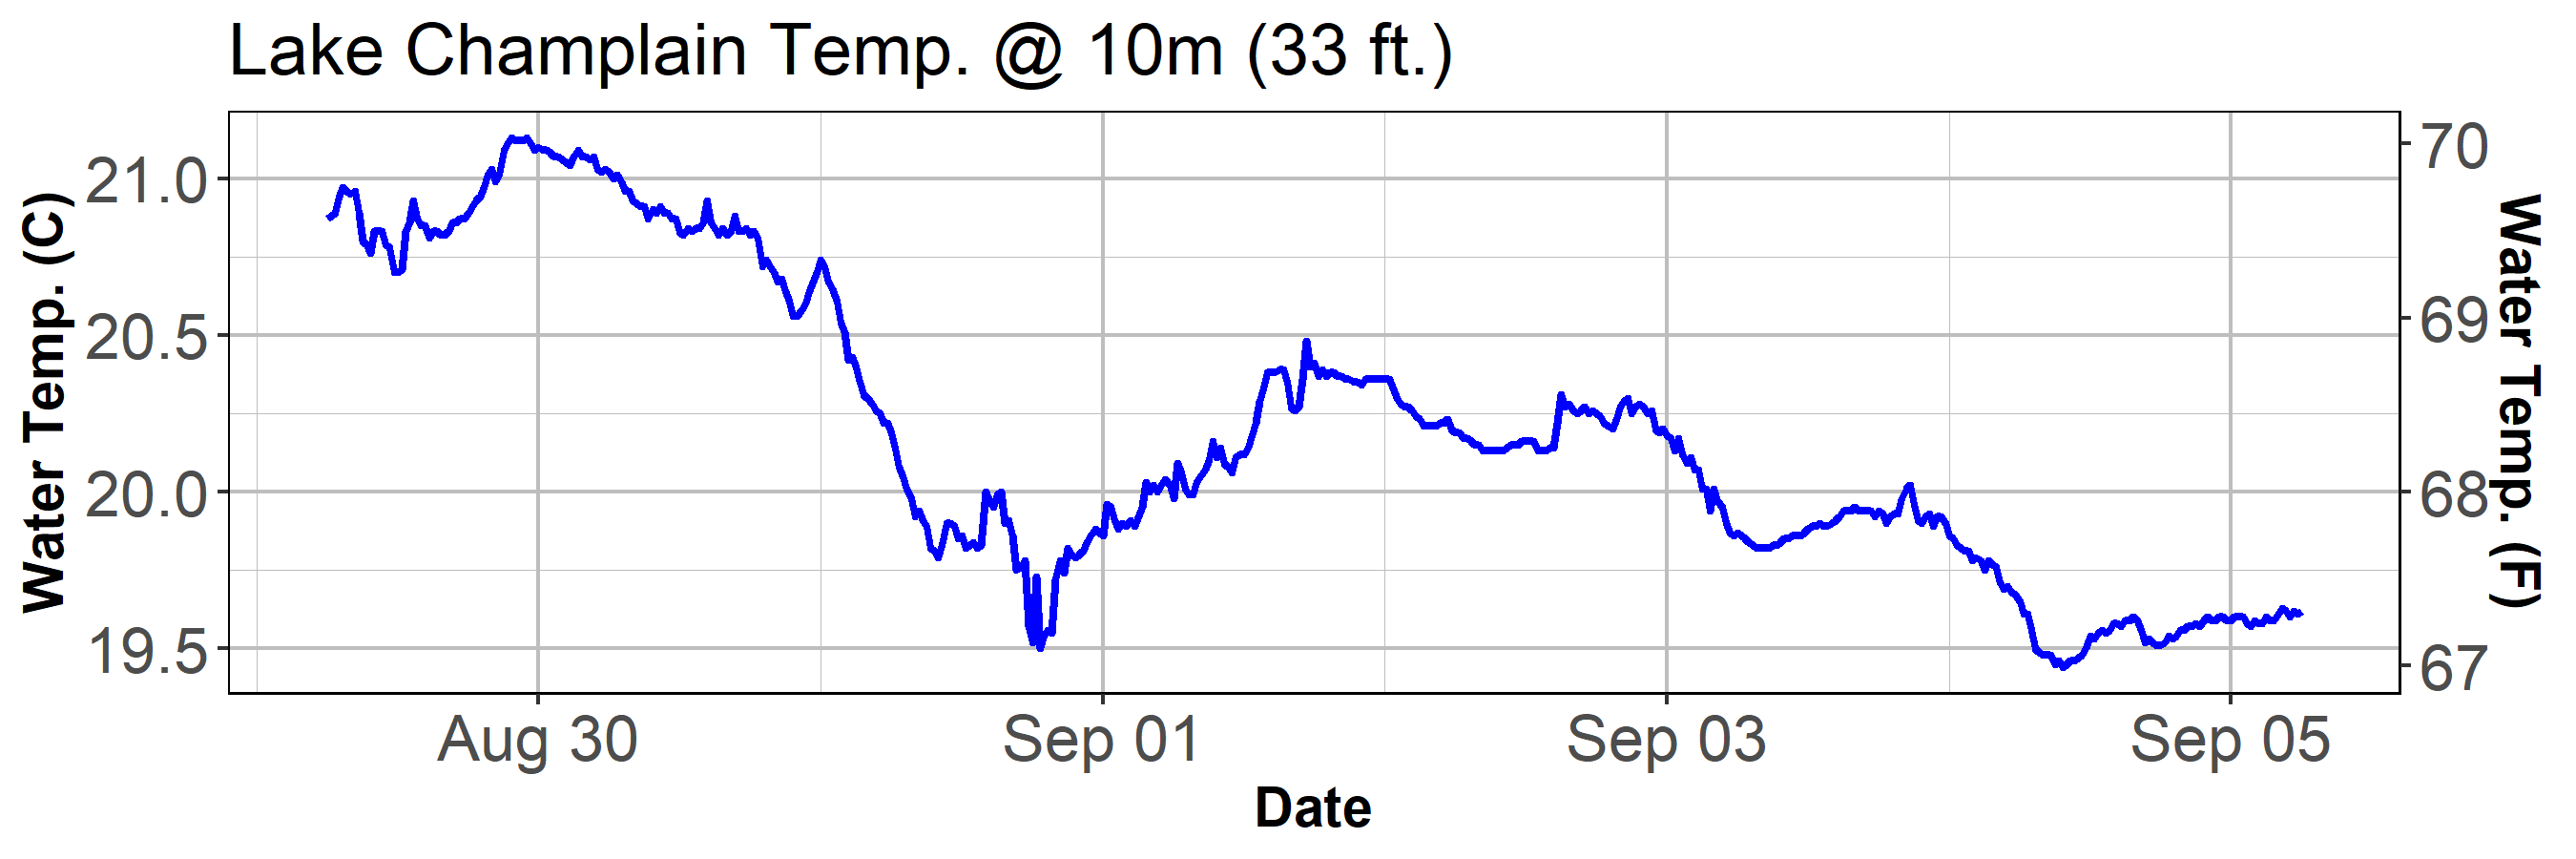 Lake Champlain Temp. @ 10m (33 ft.)
Water Temp. (C)
21.0
20.5
20.0
19.5
70
69
68
67
Water Temp. (F)
Aug 30 Sep 01 Sep 03 Sep 05
Date